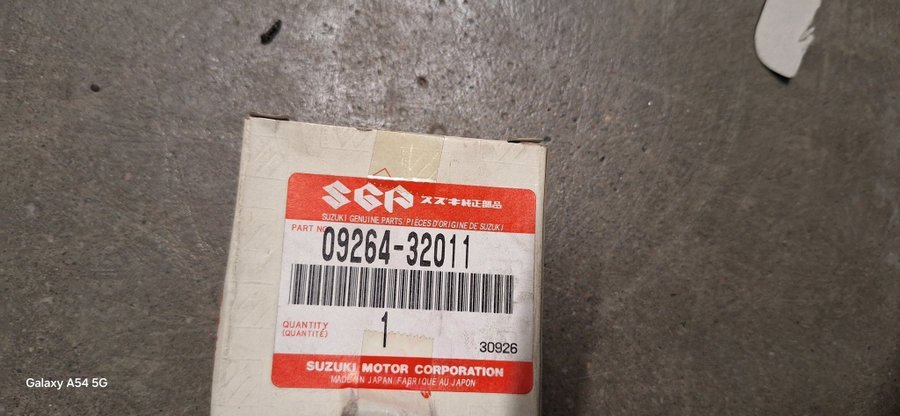 SGP スズキ純正部品
SUZUKI GENUINE PARTS/PIÈCES D'ORIGINE DE SUZUKI
PART NO.
09264-32011
QUANTITY
(QUANTITÉ)
1
30926
SUZUKI MOTOR CORPORATION
MADE IN JAPAN/FABRIQUÉ AU JAPON
Galaxy A54 5G